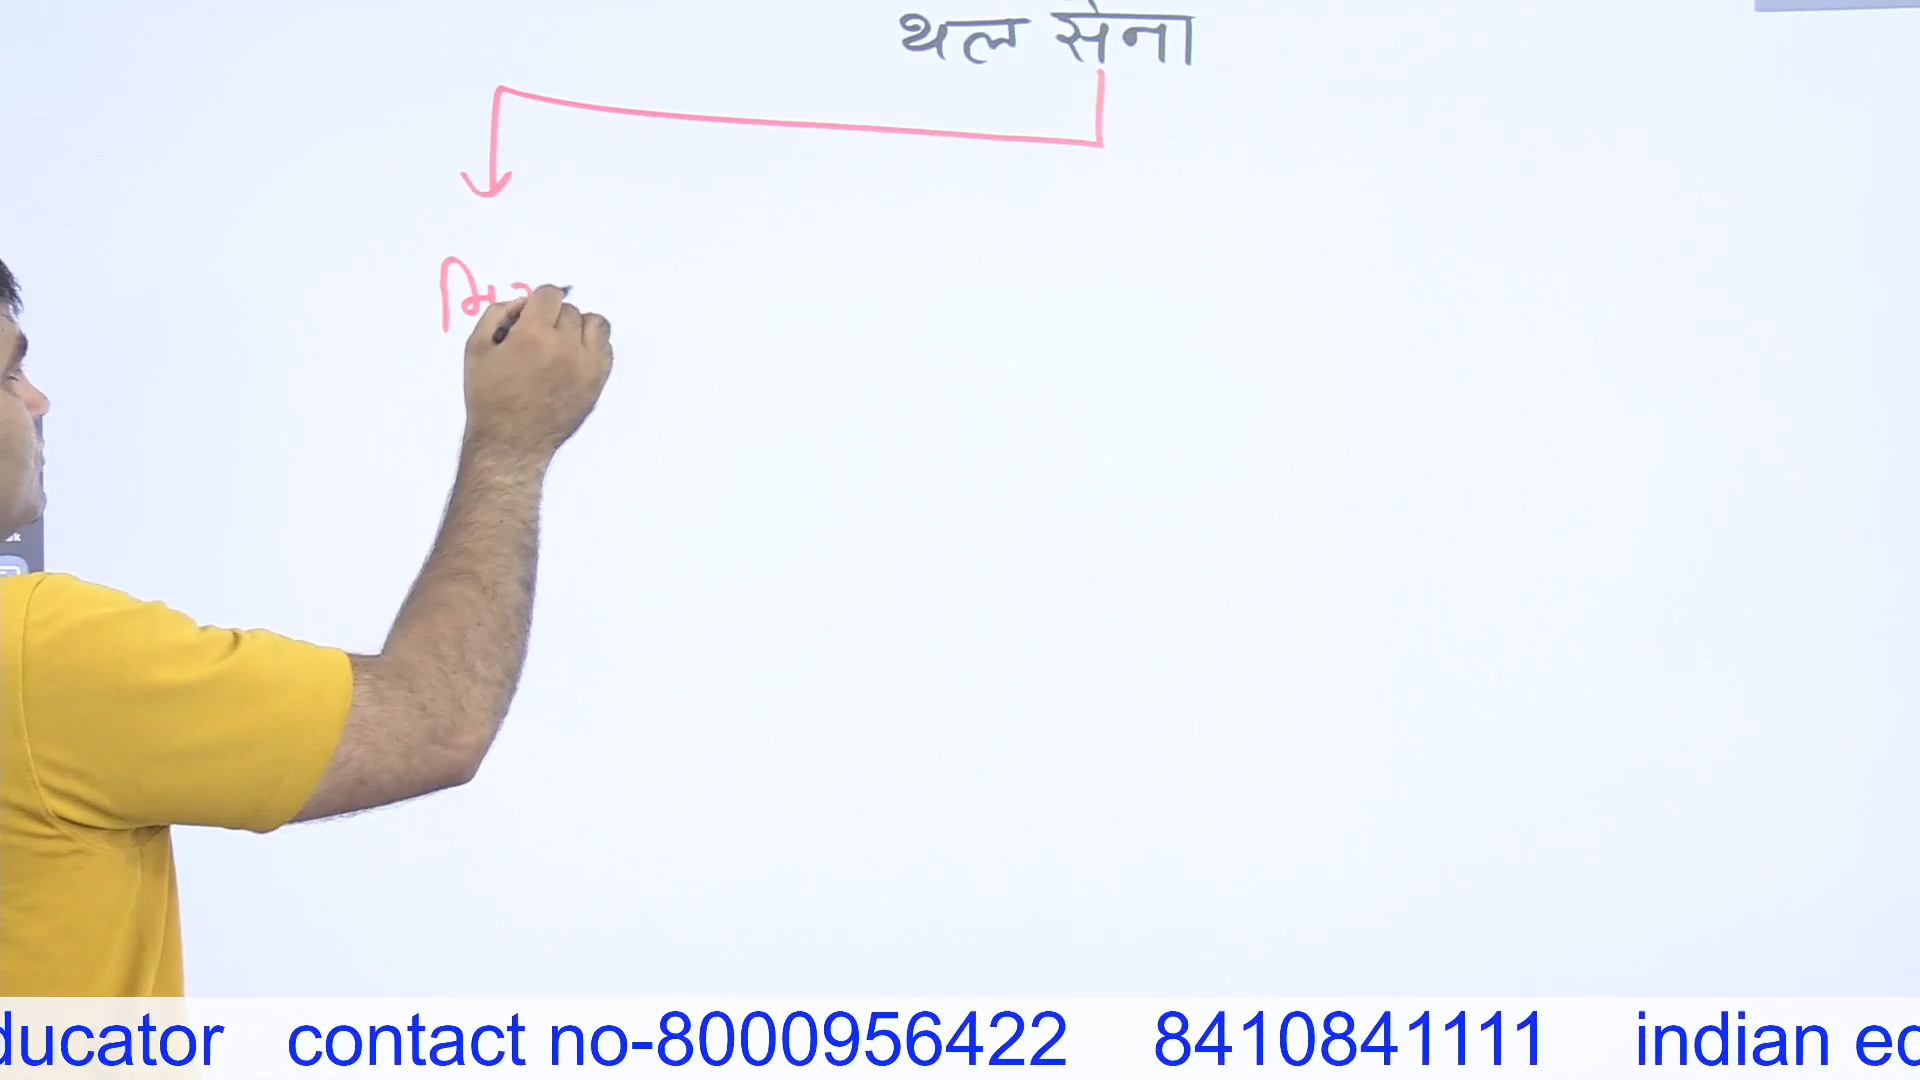 थल सेना
ducator contact no-8000956422 8410841111 indian ed